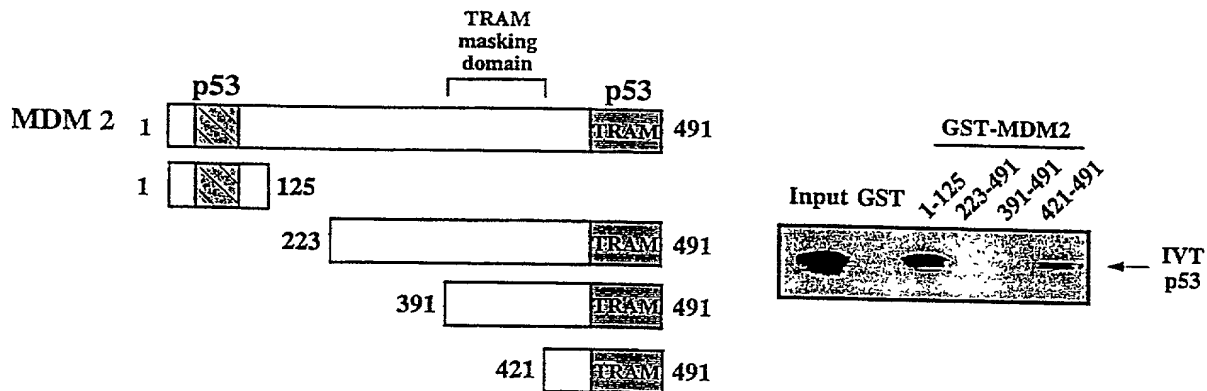 TRAM
masking
domain
p53 p53
MDM 2 1 TRAM 491
1 125
223 TRAM 491
391 TRAM 491
421 TRAM 491
GST-MDM2
Input GST 1-125 223-491 391-491 421-491
IVT
p53